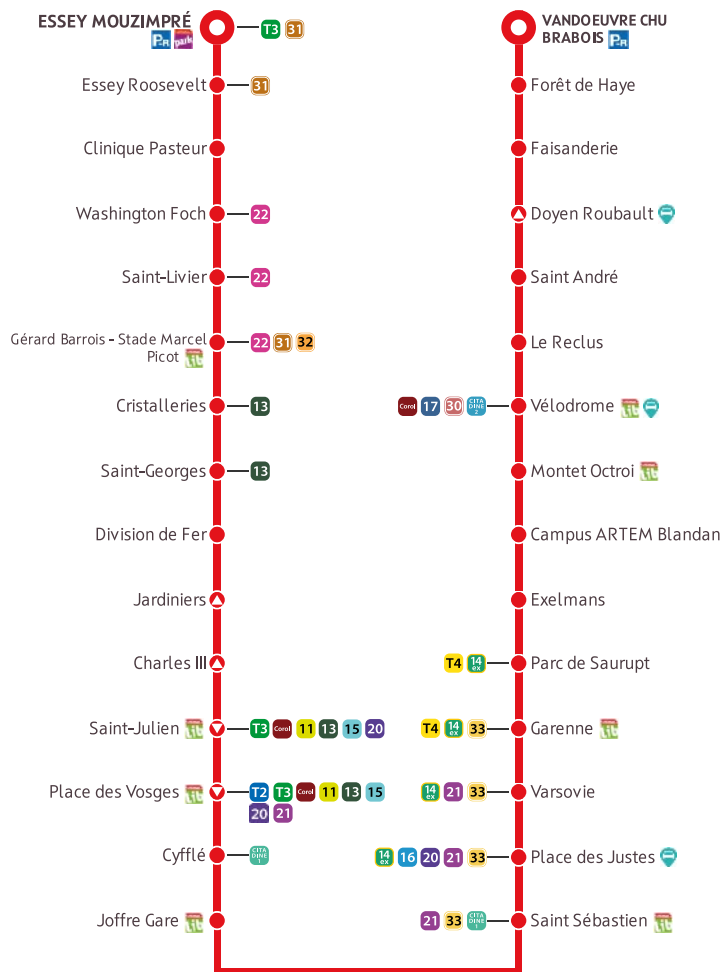 ESSEY MOUZIMPRÉ
P+R
park
T3 31
Essey Roosevelt
31
Clinique Pasteur
Washington Foch
22
Saint-Livier
22
Gérard Barrois - Stade Marcel
Picot
22 31 32
Cristalleries
13
Saint-Georges
13
Division de Fer
Jardiniers
Charles III
Saint-Julien
T3 Corol 11 13 15 20
Place des Vosges
T2 T3 Corol 11 13 15
20 21
Cyfflé
CITA
DINE
1
Joffre Gare
VANDOEUVRE CHU
BRABOIS
P+R
Forêt de Haye
Faisanderie
Doyen Roubault
Saint André
Le Reclus
Corol 17 30
CITA
DINE
2
Vélodrome
Montet Octroi
Campus ARTEM Blandan
Exelmans
T4 14 ex
Parc de Saurupt
T4 14 ex 33
Garenne
14 ex 21 33
Varsovie
14 ex 16 20 21 33
Place des Justes
21 33
CITA
DINE
1
Saint Sébastien